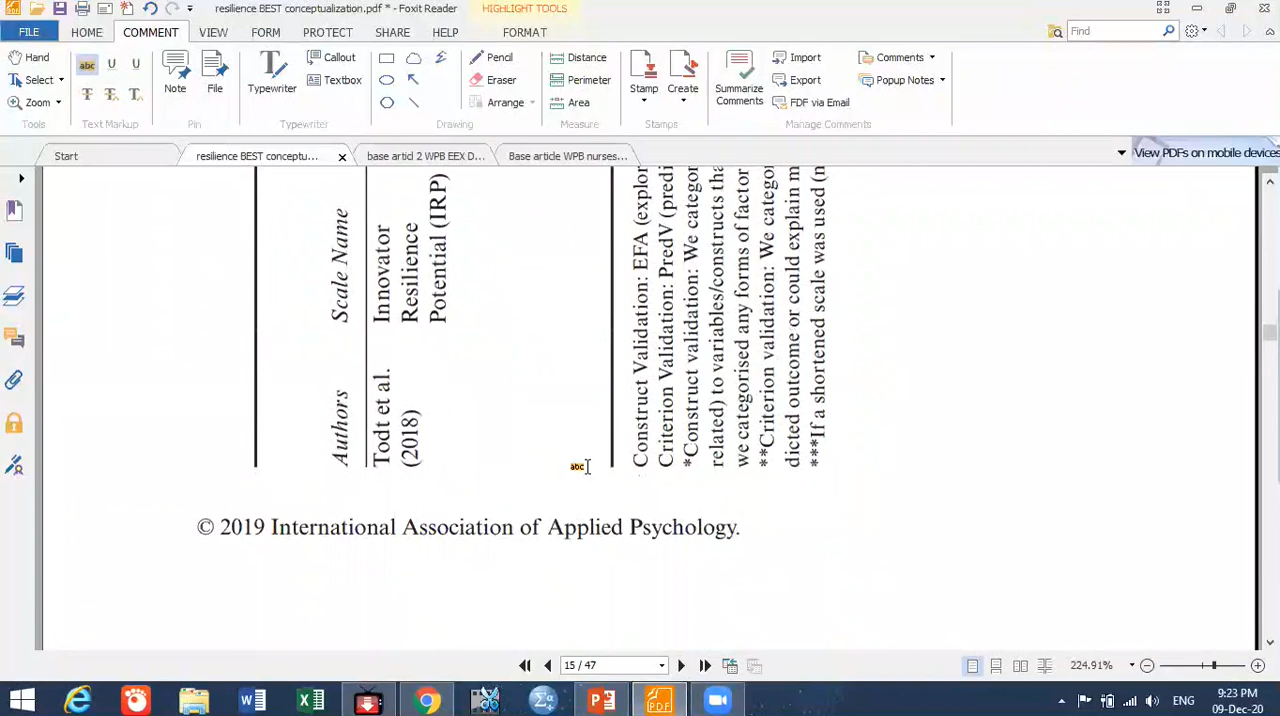 resilience BEST conceptualization.pdf * - Foxit Reader
HIGHLIGHT TOOLS
FILE HOME COMMENT VIEW FORM PROTECT SHARE HELP FORMAT
Find
Hand
Select
Zoom
Tools
abc U U
T T T
Text Markup
Note
File
Pin
Typewriter
Callout
Textbox
Typewriter
Pencil
Eraser
Arrange
Drawing
Distance
Perimeter
Area
Measure
Stamp
Create
Stamps
Summarize
Comments
Import
Export
FDF via Email
Comments
Popup Notes
Manage Comments
Start
resilience BEST conceptu...
base articl 2 WPB EEX D...
Base article WPB nurses...
View PDFs on mobile devices
Authors Scale Name
Todt et al. Innovator
(2018) Resilience
Potential (IRP)
Construct Validation: EFA (explor
Criterion Validation: PredV (predi
*Construct validation: We categor
related) to variables/constructs tha
we categorised any forms of factor
**Criterion validation: We categor
dicted outcome or could explain m
***If a shortened scale was used (n
abc
© 2019 International Association of Applied Psychology.
15 / 47
224.91%
ENG
9:23 PM
09-Dec-20